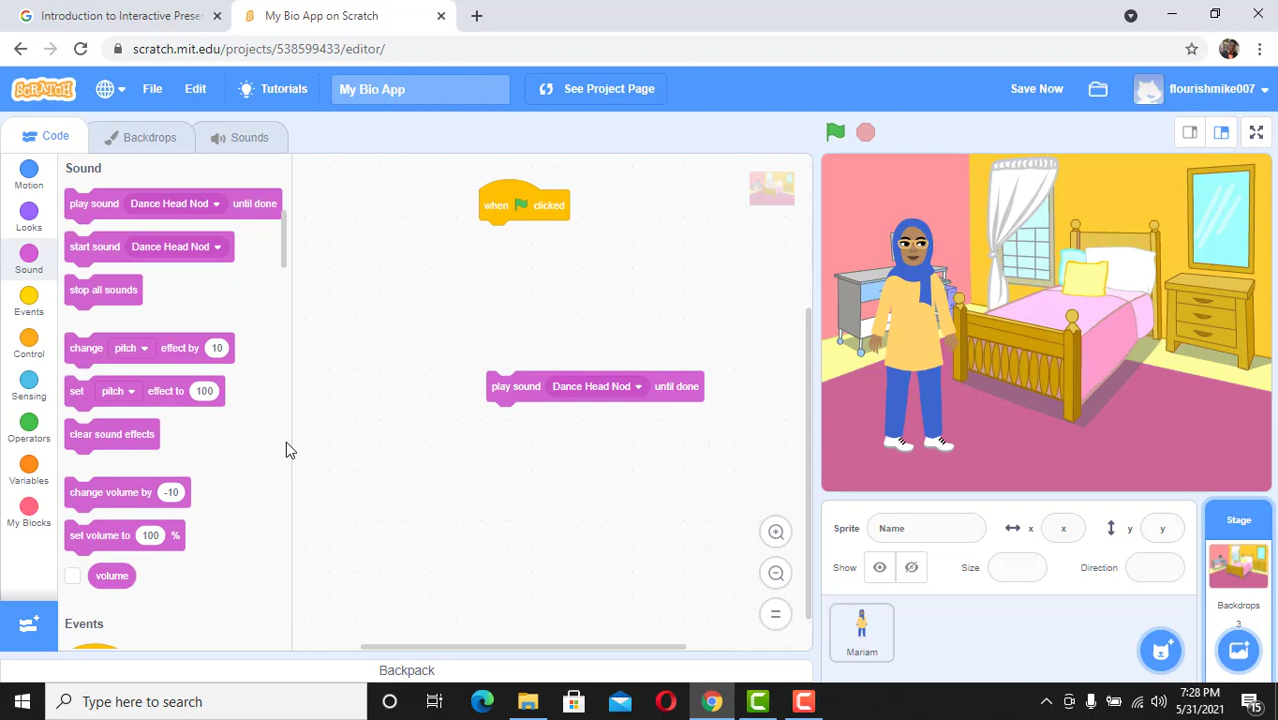 Introduction to Interactive Preser
My Bio App on Scratch
scratch.mit.edu/projects/538599433/editor/
SCRATCH
File
Edit
Tutorials
My Bio App
See Project Page
Save Now
flourishmike007
Code
Backdrops
Sounds
Motion
Looks
Sound
Events
Control
Sensing
Operators
Variables
My Blocks
Sound
play sound Dance Head Nod until done
start sound Dance Head Nod
stop all sounds
change pitch effect by 10
set pitch effect to 100
clear sound effects
change volume by -10
set volume to 100 %
volume
Events
when clicked
play sound Dance Head Nod until done
Backpack
Sprite Name
x x
y y
Show
Size
Direction
Mariam
Stage
Backdrops
3
Type here to search
7:28 PM
5/31/2021
15